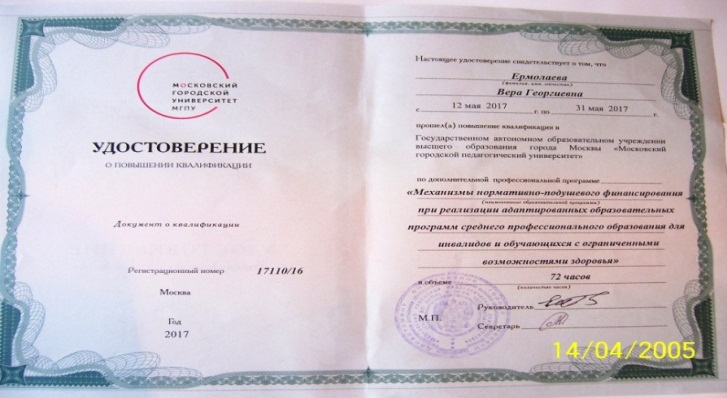 МОСКОВСКИЙ
ГОРОДСКОЙ
УНИВЕРСИТЕТ
МГПУ
УДОСТОВЕРЕНИЕ
О ПОВЫШЕНИИ КВАЛИФИКАЦИИ
Документ о квалификации
Регистрационный номер 17110/16
Москва
Год
2017
Настоящее удостоверение свидетельствует о том, что
Ермолаева
(фамилия, имя, отчество)
Вера Георгиевна
с 12 мая 2017 г. по 31 мая 2017 г.
прошел(а) повышение квалификации в
Государственном автономном образовательном учреждении
высшего образования города Москвы «Московский
городской педагогический университет»
по дополнительной профессиональной программе
«Механизмы нормативно-подушевого финансирования
(наименование образовательной программы)
при реализации адаптированных образовательных
программ среднего профессионального образования для
инвалидов и обучающихся с ограниченными
возможностями здоровья»
в объеме 72 часов
(количество часов)
Руководитель
М.П.
Секретарь
14/04/2005